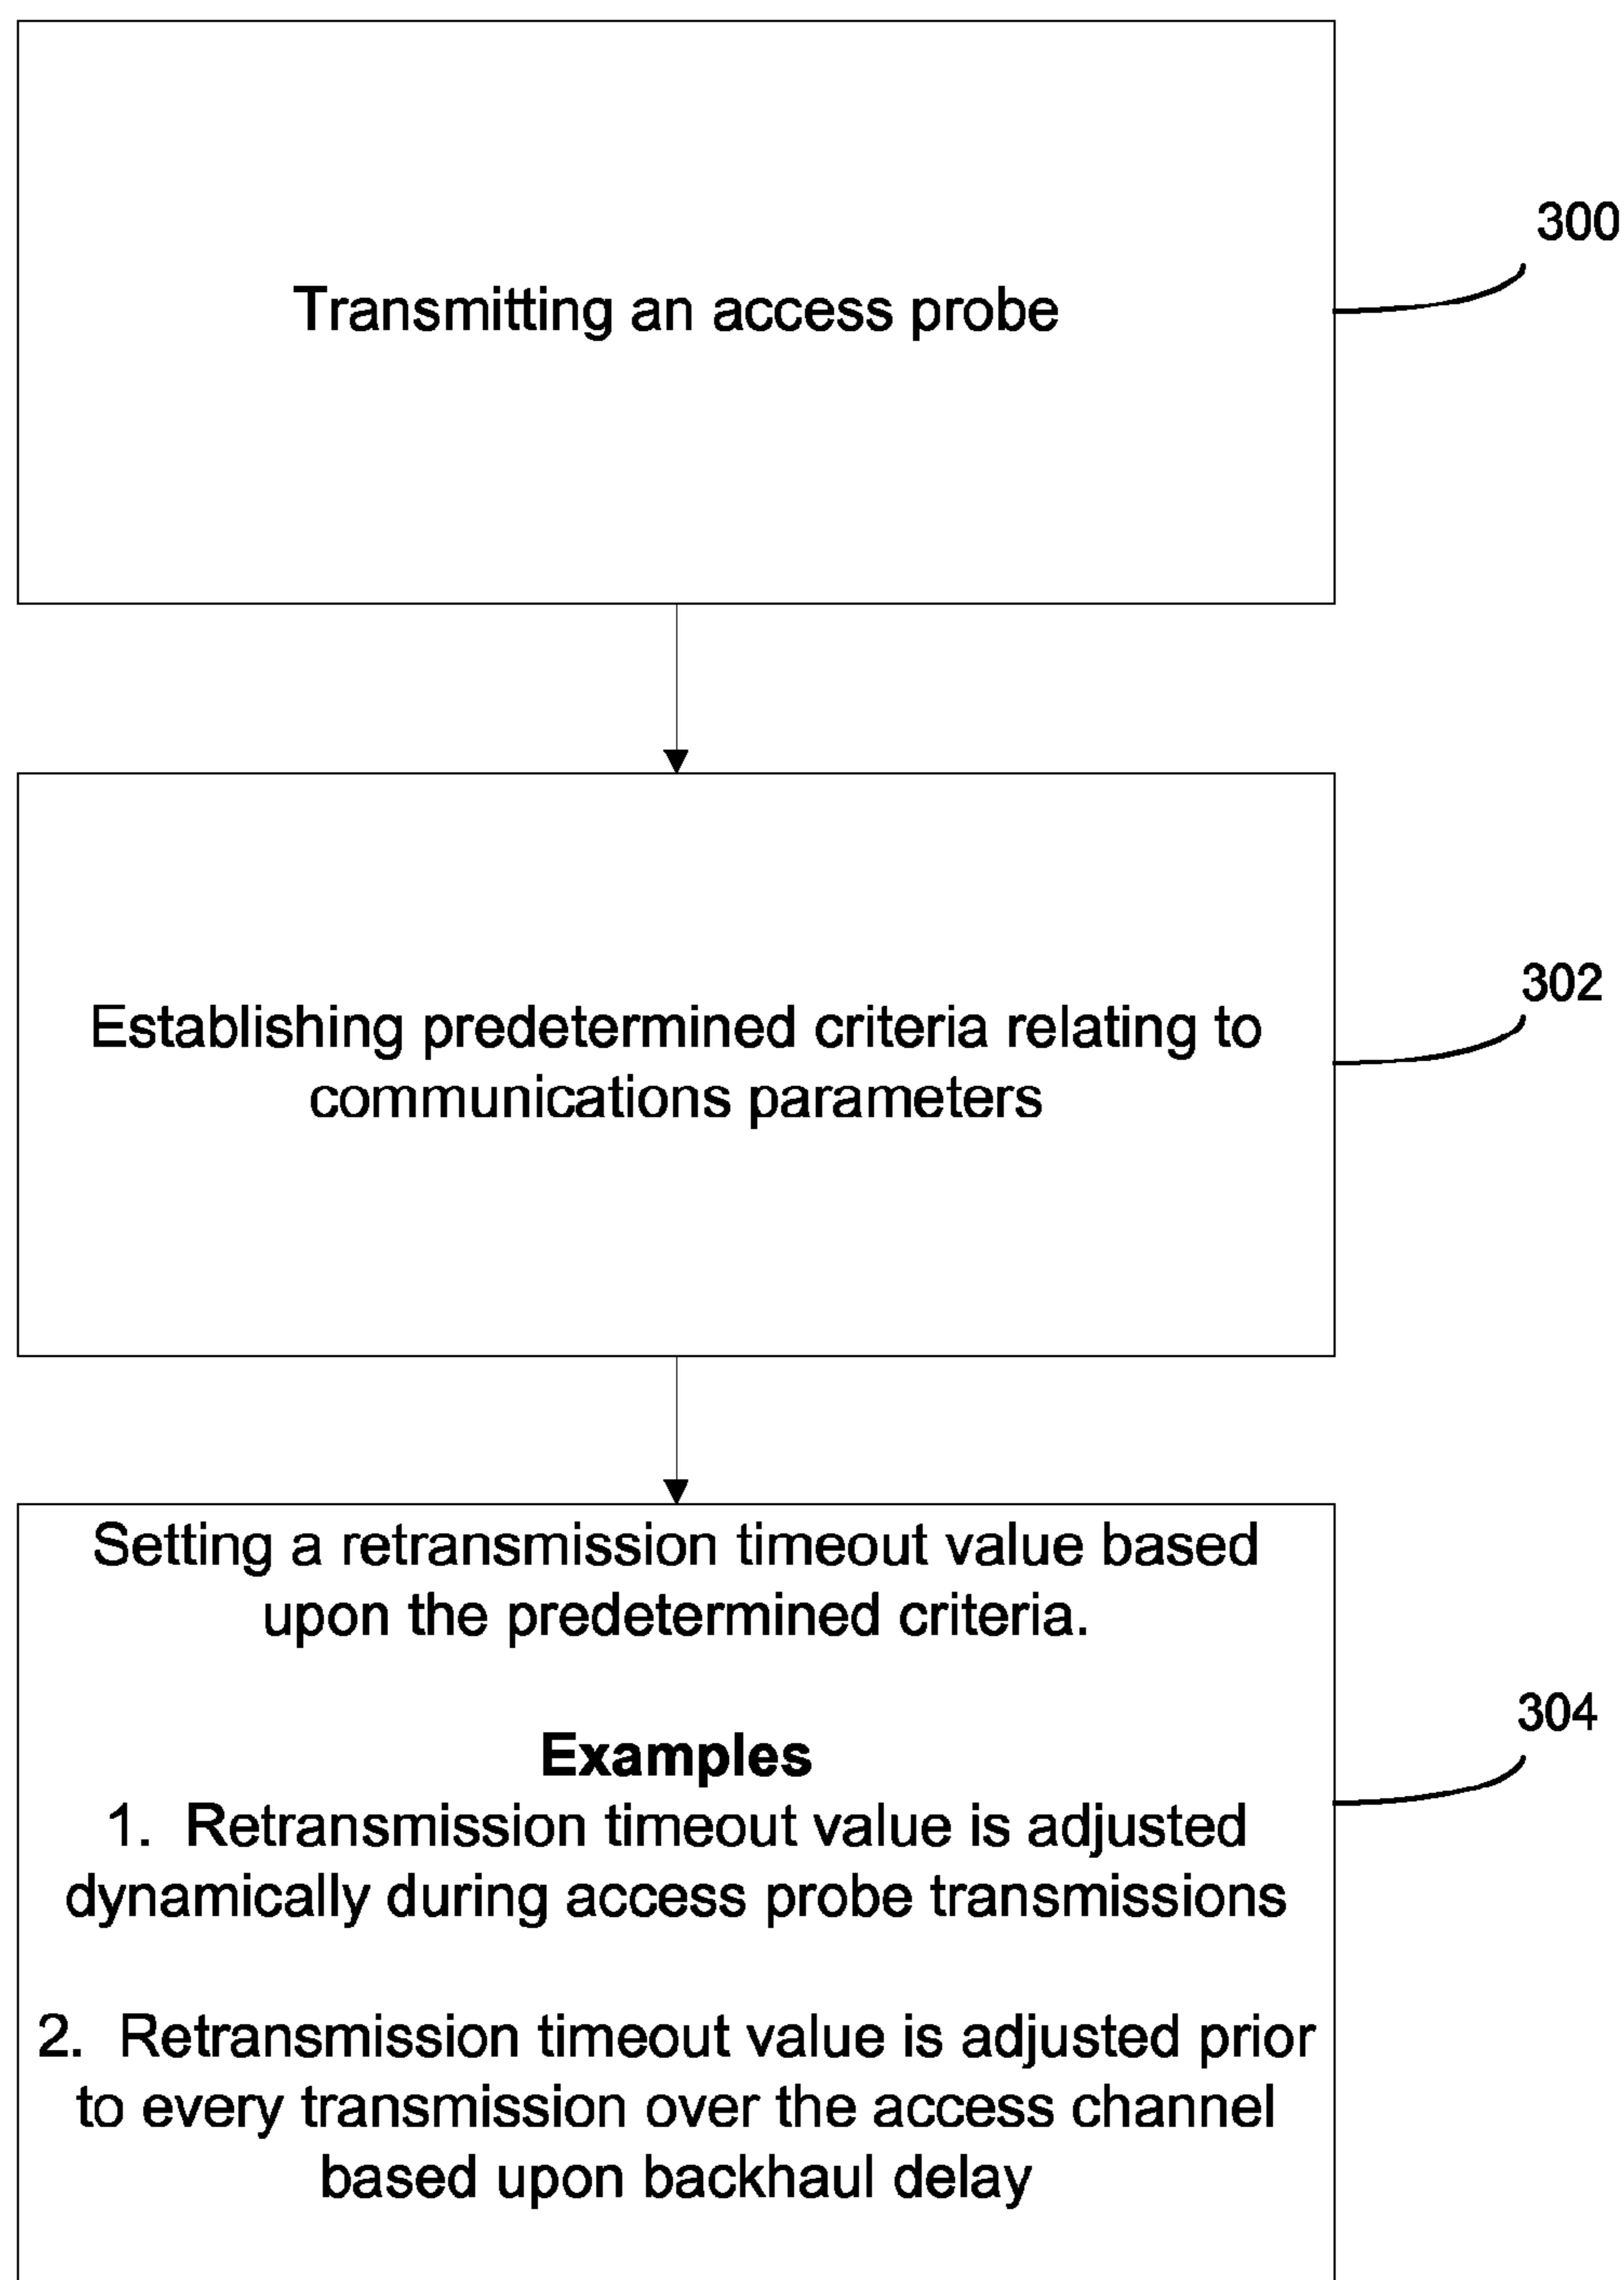 Transmitting an access probe
300
Establishing predetermined criteria relating to
communications parameters
302
Setting a retransmission timeout value based
upon the predetermined criteria.
Examples
1. Retransmission timeout value is adjusted
dynamically during access probe transmissions
2. Retransmission timeout value is adjusted prior
to every transmission over the access channel
based upon backhaul delay
304